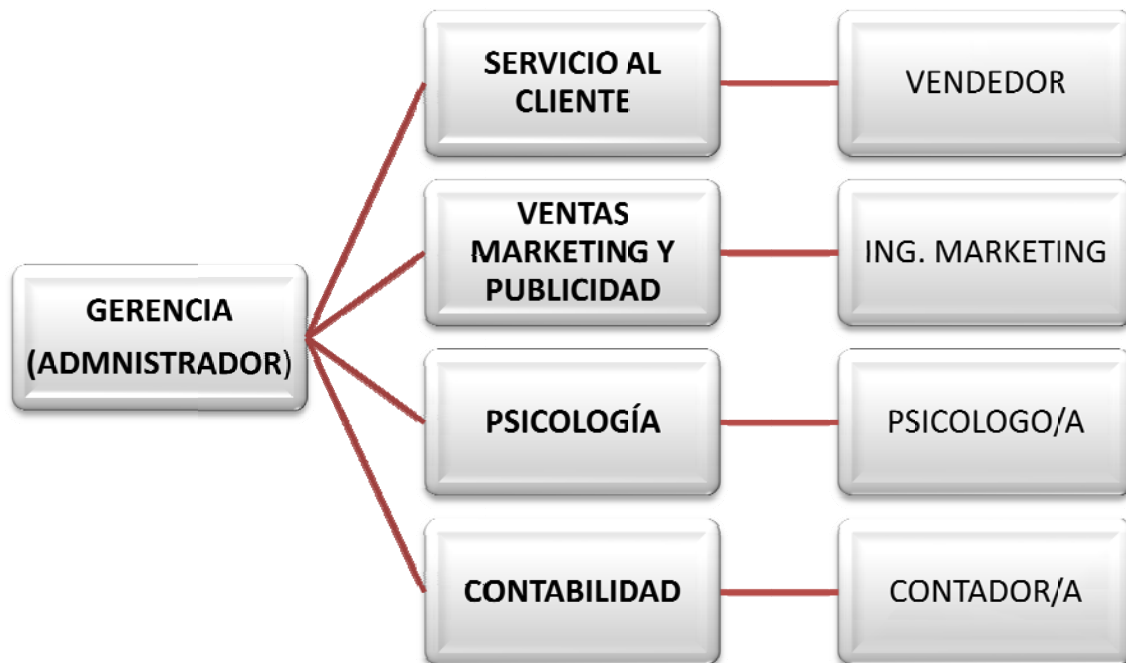 SERVICIO AL
CLIENTE
VENDEDOR
VENTAS
MARKETING Y
PUBLICIDAD
ING. MARKETING
GERENCIA
(ADMNISTRADOR)
PSICOLOGÍA
PSICOLOGO/A
CONTABILIDAD
CONTADOR/A